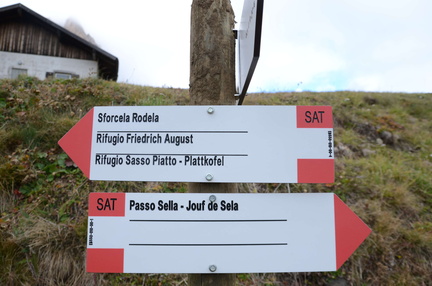 Sforcela Rodela
SAT
Rifugio Friedrich August
Rifugio Sasso Piatto - Plattkofel
SAT
Passo Sella - Jouf de Sela